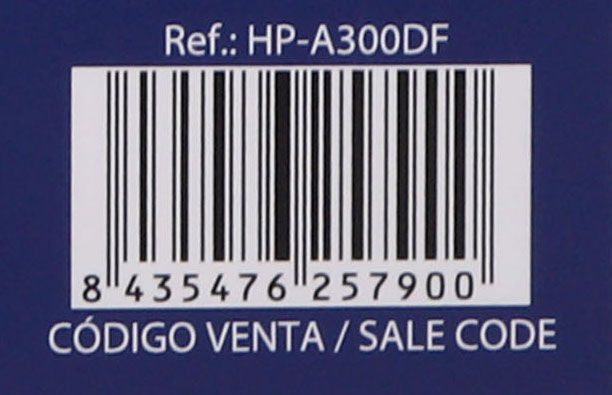 Ref.: HP-A300DF
8 435476 257900
CÓDIGO VENTA / SALE CODE